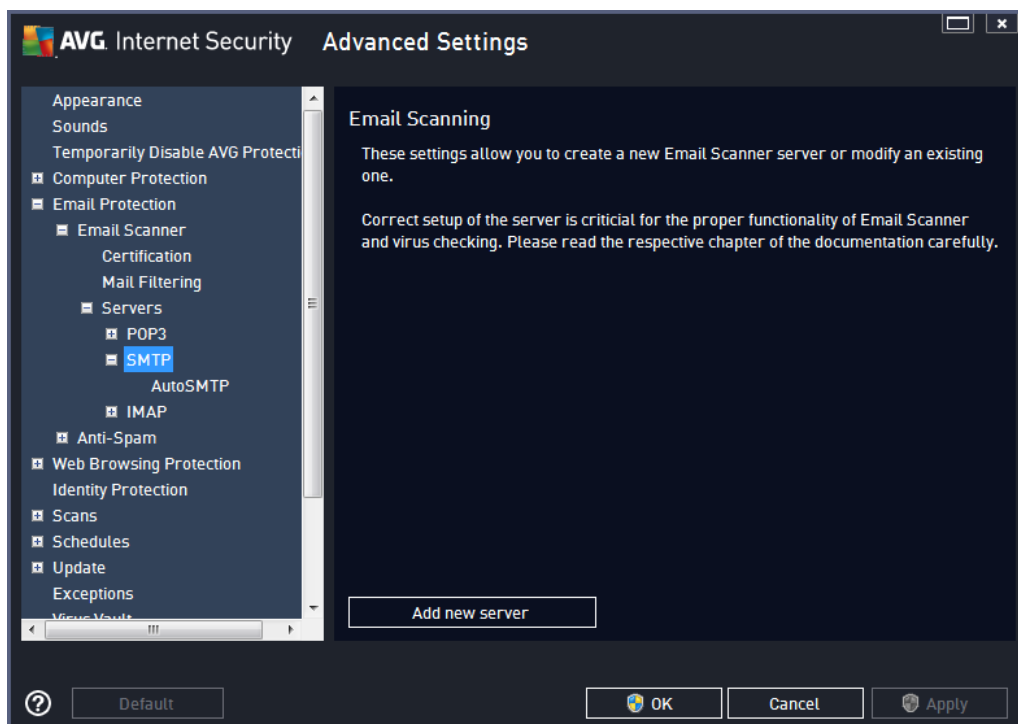 AVG. Internet Security Advanced Settings
Appearance
Sounds
Temporarily Disable AVG Protecti
Computer Protection
Email Protection
Email Scanner
Certification
Mail Filtering
Servers
POP3
SMTP
AutoSMTP
IMAP
Anti-Spam
Web Browsing Protection
Identity Protection
Scans
Schedules
Update
Exceptions
Virus Vault
Email Scanning
These settings allow you to create a new Email Scanner server or modify an existing
one.
Correct setup of the server is criticial for the proper functionality of Email Scanner
and virus checking. Please read the respective chapter of the documentation carefully.
Add new server
? Default OK Cancel Apply